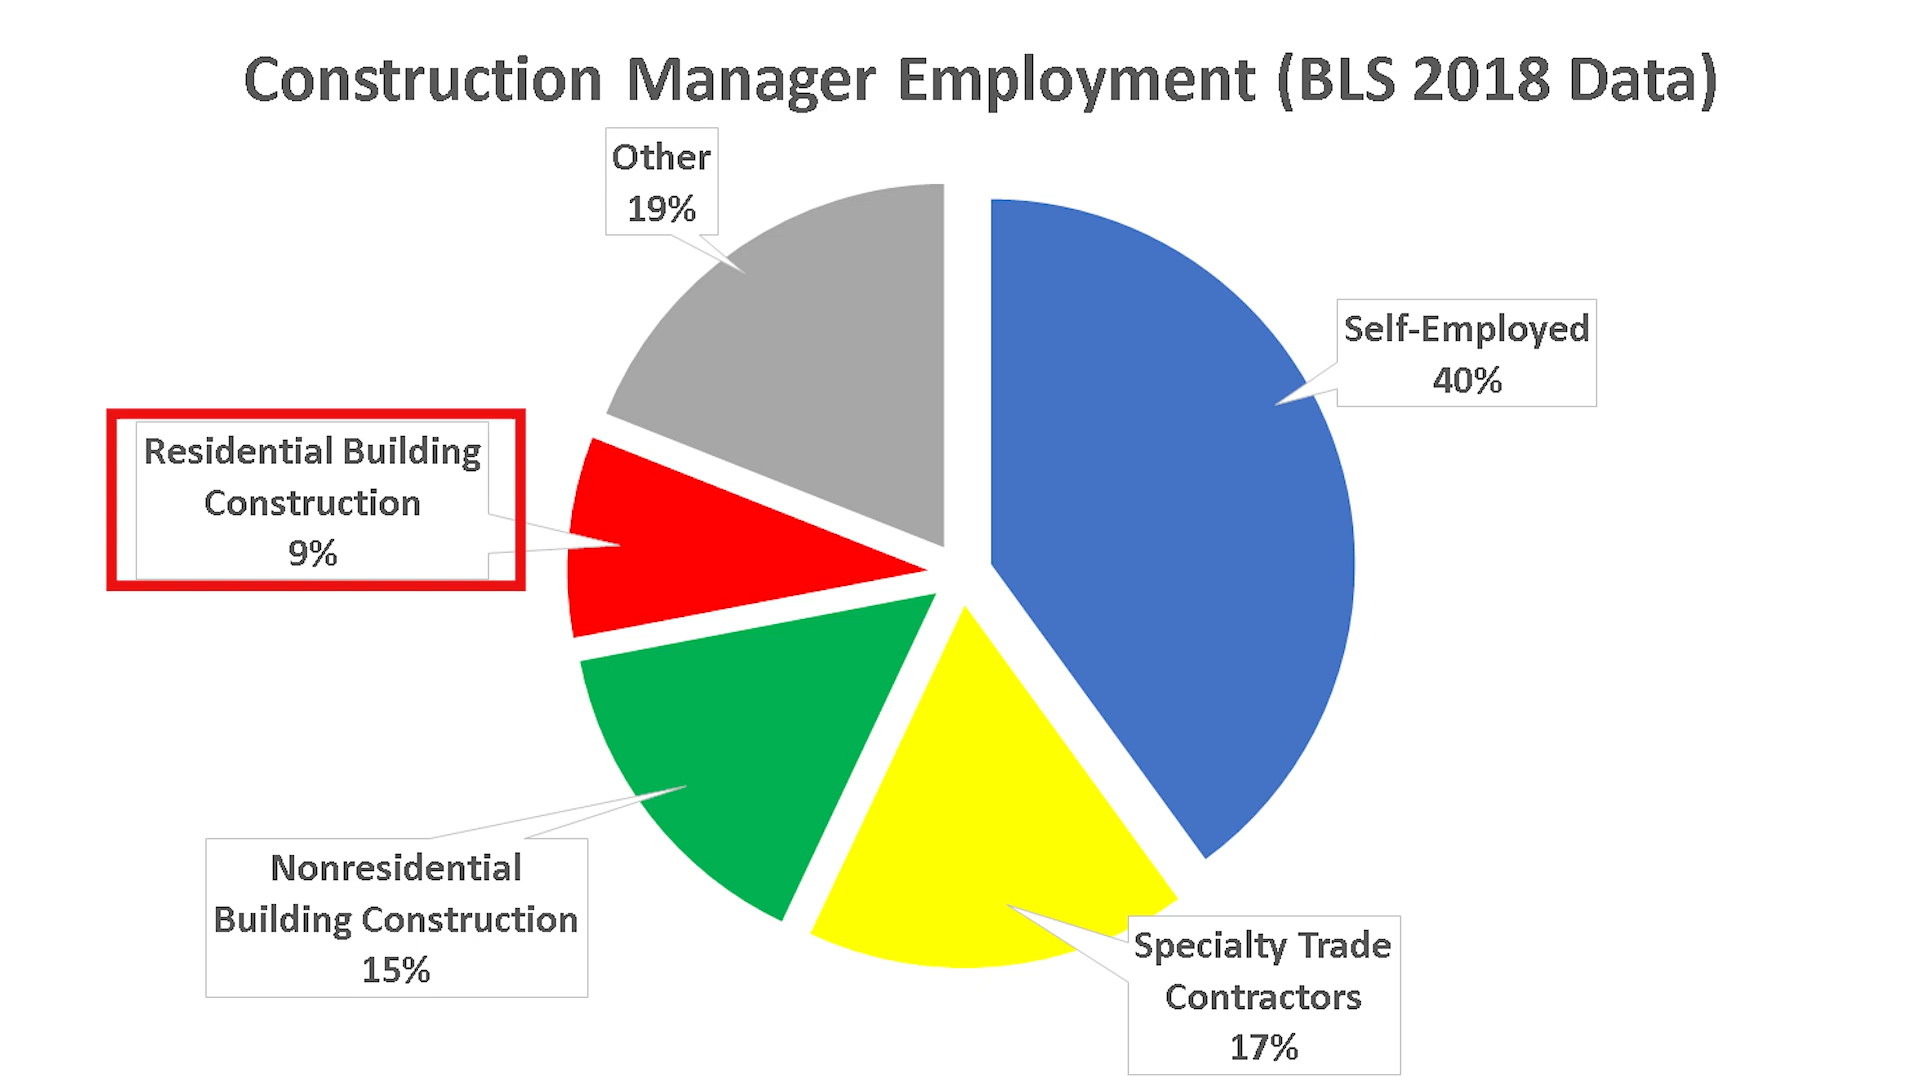 Construction Manager Employment (BLS 2018 Data)
Other
19%
Self-Employed
40%
Residential Building
Construction
9%
Nonresidential
Building Construction
15%
Specialty Trade
Contractors
17%